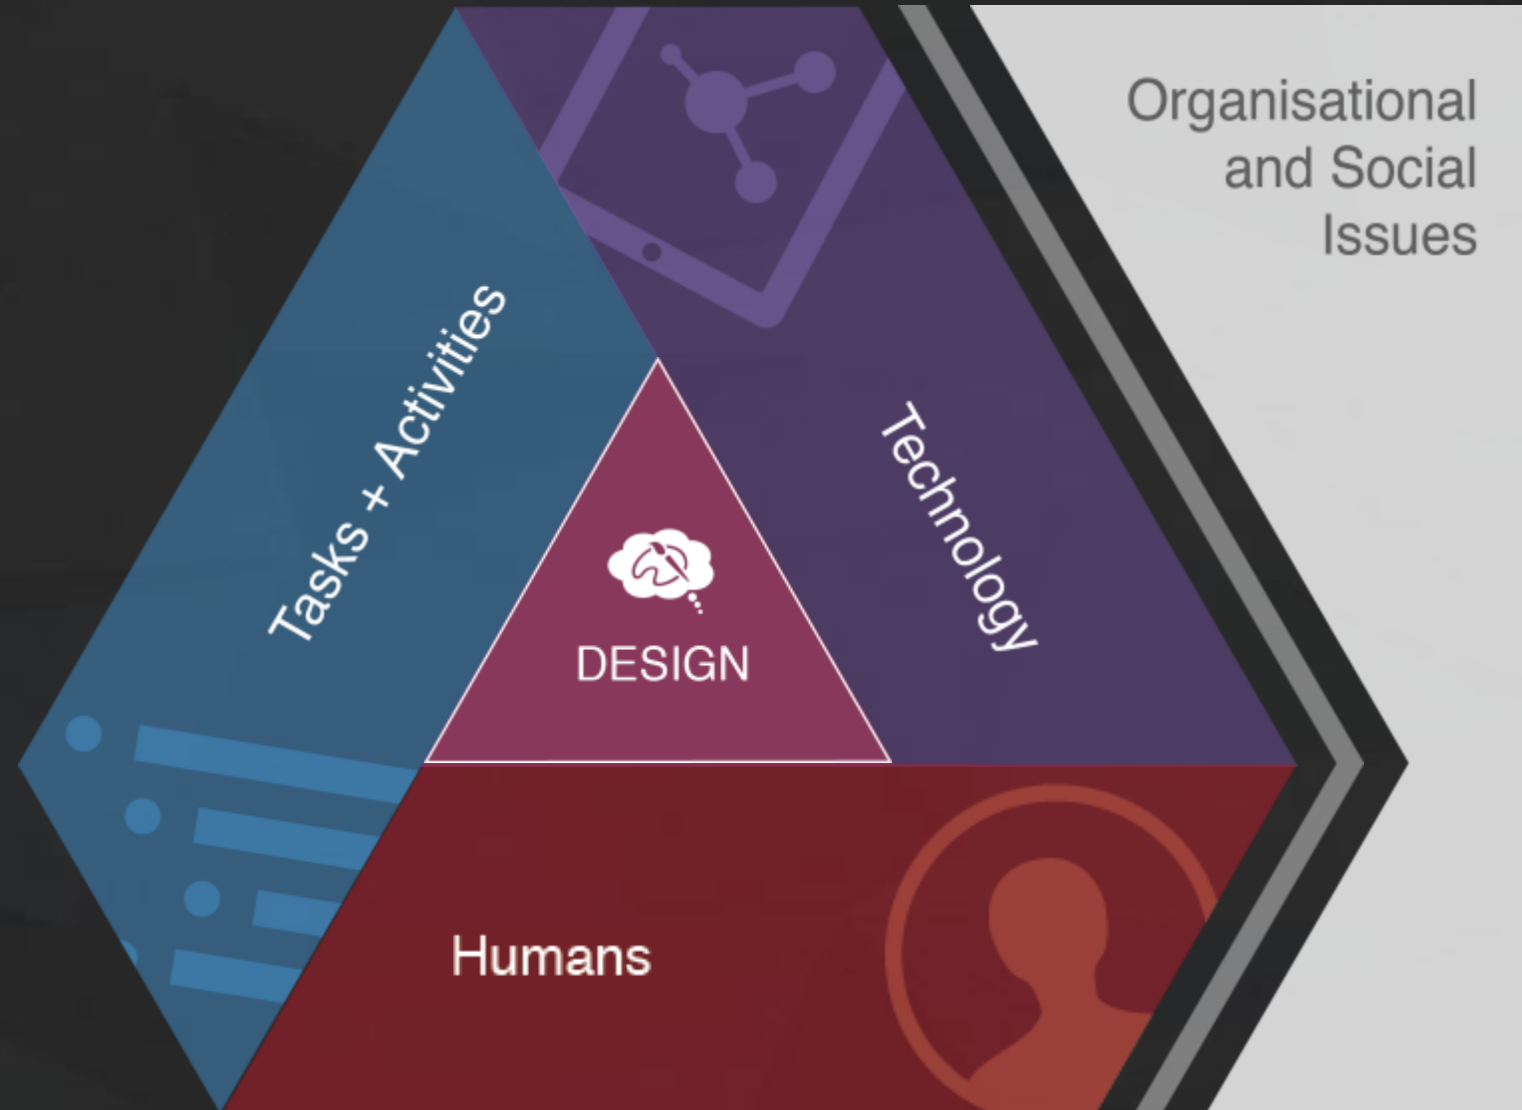 Organisational
and Social
Issues
Tasks + Activities
Technology
DESIGN
Humans